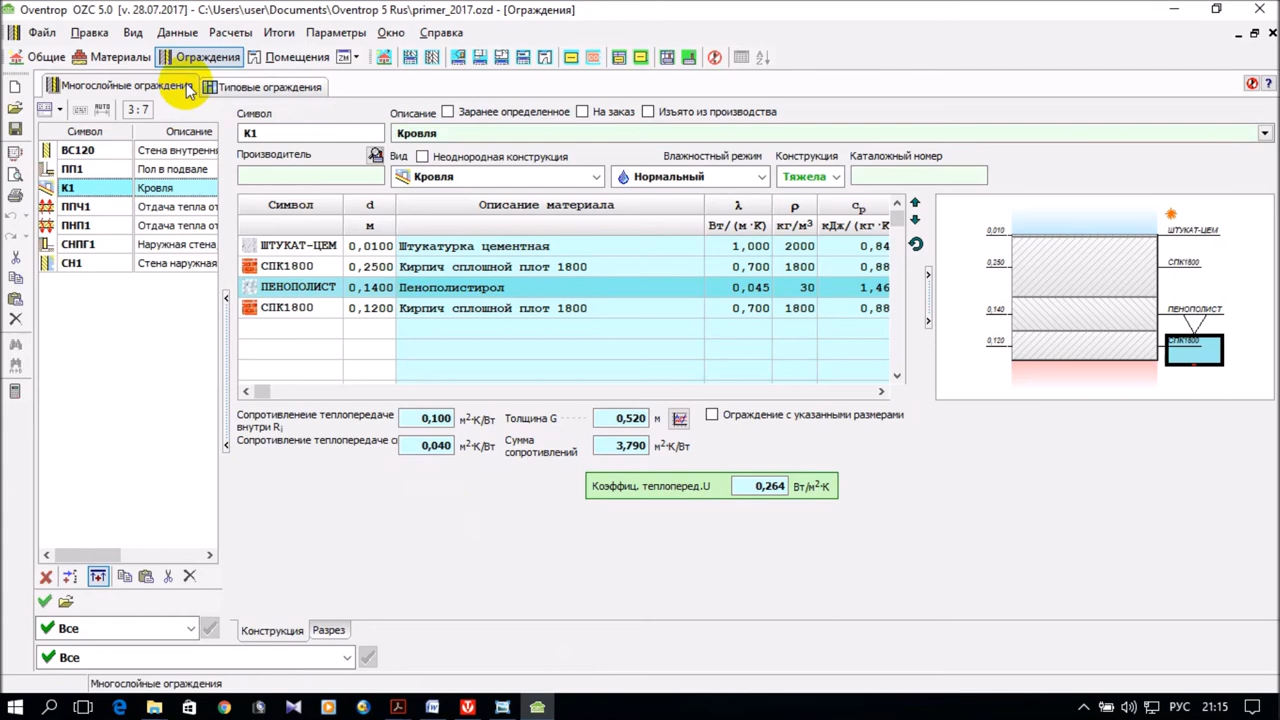 Oventrop OZC 5.0 [v. 28.07.2017] - C:\Users\user\Documents\Oventrop 5 Rus\primer_2017.ozd - [Ограждения]
Файл Правка Вид Данные Расчеты Итоги Параметры Окно Справка
Общие Материалы Ограждения Помещения
Многослойные ограждения Типовые ограждения
AUTO 3 : 7
Символ Описание
ВС120 Стена внутренн
ПП1 Пол в подвале
К1 Кровля
ППЧ1 Отдача тепла от
ПНП1 Отдача тепла от
СНПГ1 Наружная стена
СН1 Стена наружная
Символ Описание Заранее определенное На заказ Изъято из производства
К1 Кровля
Производитель Вид Неоднородная конструкция Влажностный режим Конструкция Каталожный номер
Кровля Нормальный Тяжела
Символ d Описание материала λ ρ cp
м Вт/(м·К) кг/м³ кДж/(кг·К
ШТУКАТ-ЦЕМ 0,0100 Штукатурка цементная 1,000 2000 0,84
СПК1800 0,2500 Кирпич сплошной плот 1800 0,700 1800 0,88
ПЕНОПОЛИСТ 0,1400 Пенополистирол 0,045 30 1,46
СПК1800 0,1200 Кирпич сплошной плот 1800 0,700 1800 0,88
0,010 ШТУКАТ-ЦЕМ
0,250 СПК1800
0,140 ПЕНОПОЛИСТ
0,120 СПК1800
Сопротивленеие теплопередаче внутри Ri 0,100 м²·К/Вт Толщина G 0,520 м Ограждение с указанными размерами
Сопротивление теплопередаче с 0,040 м²·К/Вт Сумма сопротивлений 3,790 м²·К/Вт
Коэффиц. теплоперед.U 0,264 Вт/м²·К
Все
Конструкция Разрез
Все
Многослойные ограждения
РУС 21:15